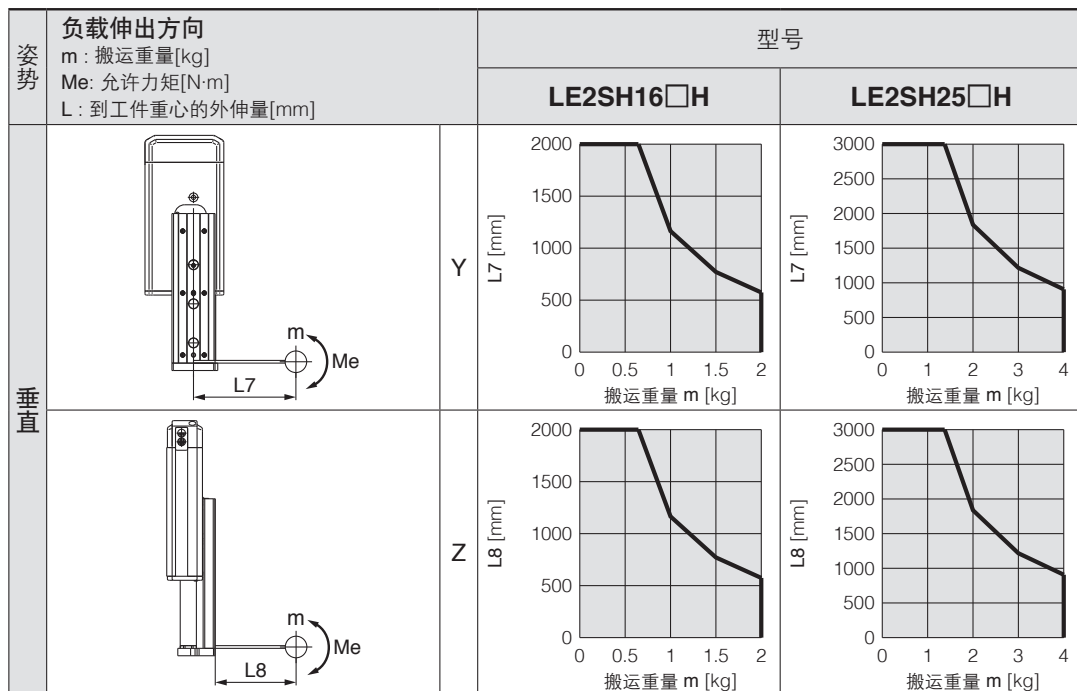 姿势
负载伸出方向
m : 搬运重量[kg]
Me: 允许力矩[N·m]
L : 到工件重心的外伸量[mm]
型号
LE2SH16□H
LE2SH25□H
垂直
m
Me
L7
Y
L7 [mm]
2000
1500
1000
500
0
0 0.5 1 1.5 2
搬运重量 m [kg]
L7 [mm]
3000
2500
2000
1500
1000
500
0
0 1 2 3 4
搬运重量 m [kg]
m
Me
L8
Z
L8 [mm]
2000
1500
1000
500
0
0 0.5 1 1.5 2
搬运重量 m [kg]
L8 [mm]
3000
2500
2000
1500
1000
500
0
0 1 2 3 4
搬运重量 m [kg]